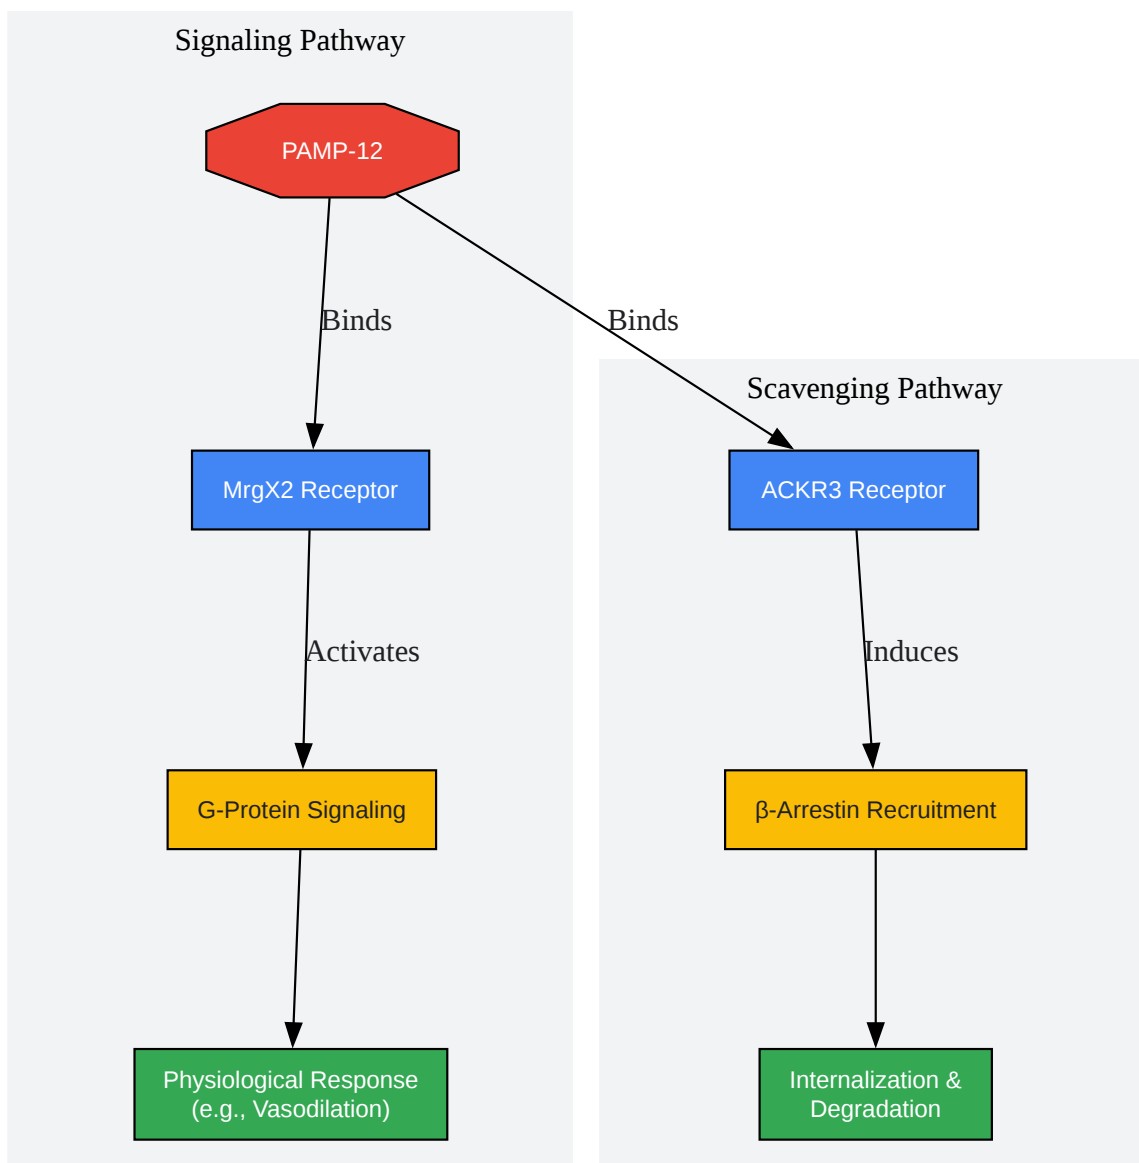 Signaling Pathway
PAMP-12
Binds
Binds
Scavenging Pathway
MrgX2 Receptor
ACKR3 Receptor
Activates
Induces
G-Protein Signaling
β-Arrestin Recruitment
Physiological Response
(e.g., Vasodilation)
Internalization &
Degradation